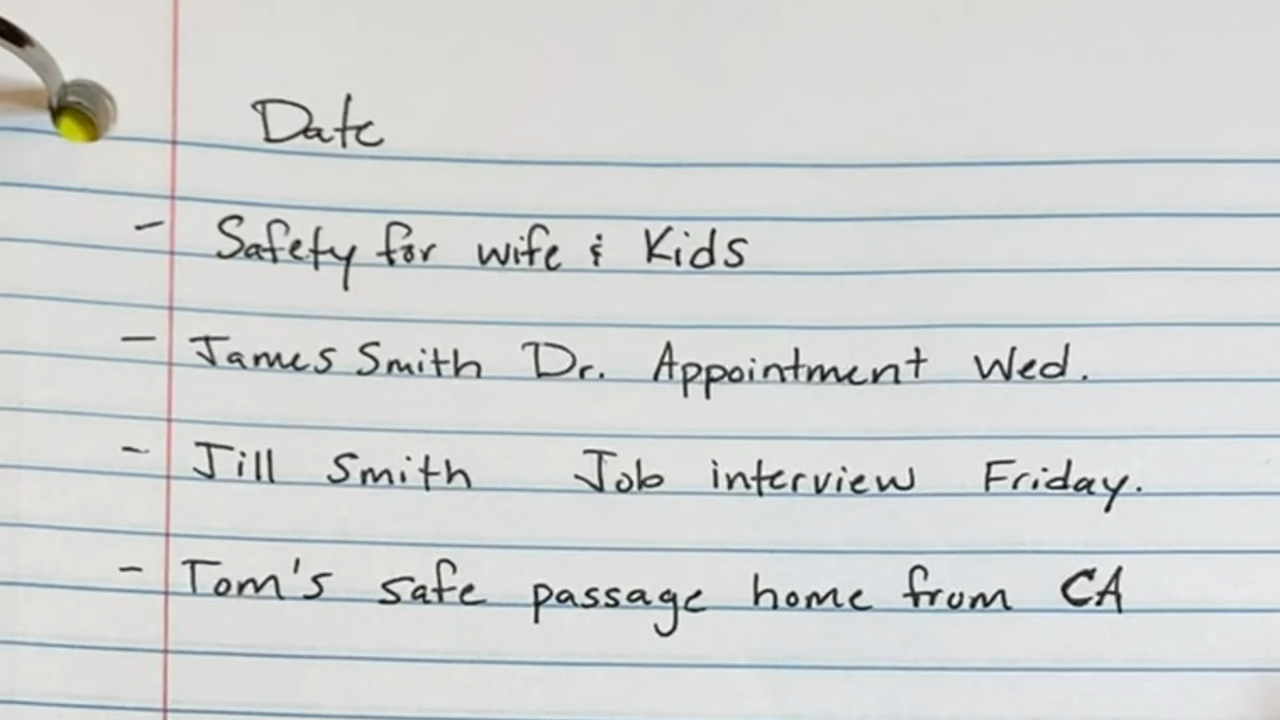 Date
- Safety for wife & Kids
- James Smith Dr. Appointment Wed.
- Jill Smith Job interview Friday.
- Tom's safe passage home from CA